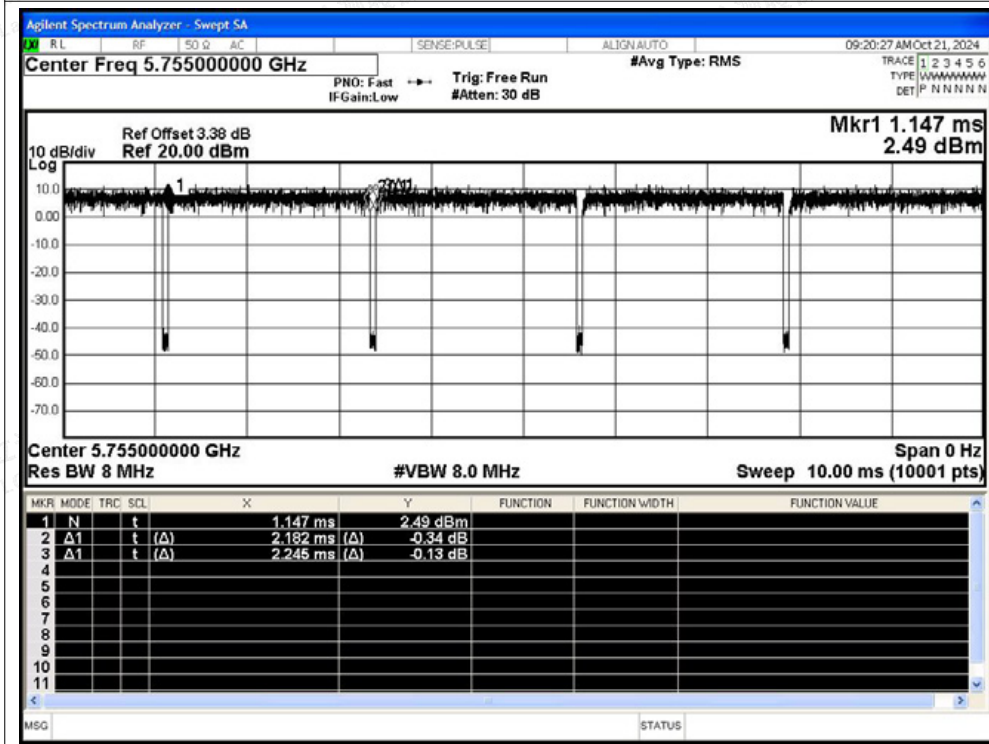 Agilent Spectrum Analyzer - Swept SA
RL RF 50 Ω AC SENSE:PULSE ALIGN AUTO 09:20:27 AM Oct 21, 2024
Center Freq 5.755000000 GHz #Avg Type: RMS TRACE 1 2 3 4 5 6
PNO: Fast Trig: Free Run TYPE WWWWWW
IFGain:Low #Atten: 30 dB DET P N N N N N
Mkr1 1.147 ms
Ref Offset 3.38 dB
10 dB/div Ref 20.00 dBm 2.49 dBm
Log
1
10.0
0.00
-10.0
-20.0
-30.0
-40.0
-50.0
-60.0
-70.0
Center 5.755000000 GHz Span 0 Hz
Res BW 8 MHz #VBW 8.0 MHz Sweep 10.00 ms (10001 pts)
MKR MODE TRC SCL X Y FUNCTION FUNCTION WIDTH FUNCTION VALUE
1 N t 1.147 ms 2.49 dBm
2 Δ1 t (Δ) 2.182 ms (Δ) -0.34 dB
3 Δ1 t (Δ) 2.245 ms (Δ) -0.13 dB
4
5
6
7
8
9
10
11
MSG STATUS